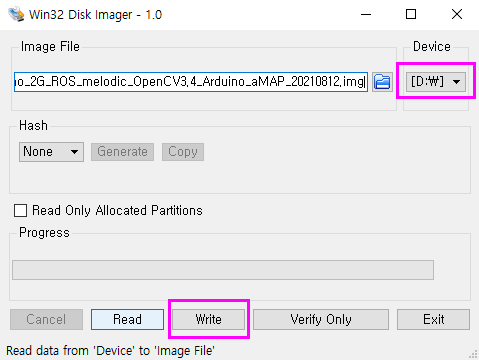 Win32 Disk Imager - 1.0
Image File
Device
no_2G_ROS_melodic_OpenCV3,4_Arduino_aMAP_20210812,img
[D:₩]
Hash
None
Generate
Copy
Read Only Allocated Partitions
Progress
Cancel
Read
Write
Verify Only
Exit
Read data from 'Device' to 'Image File'